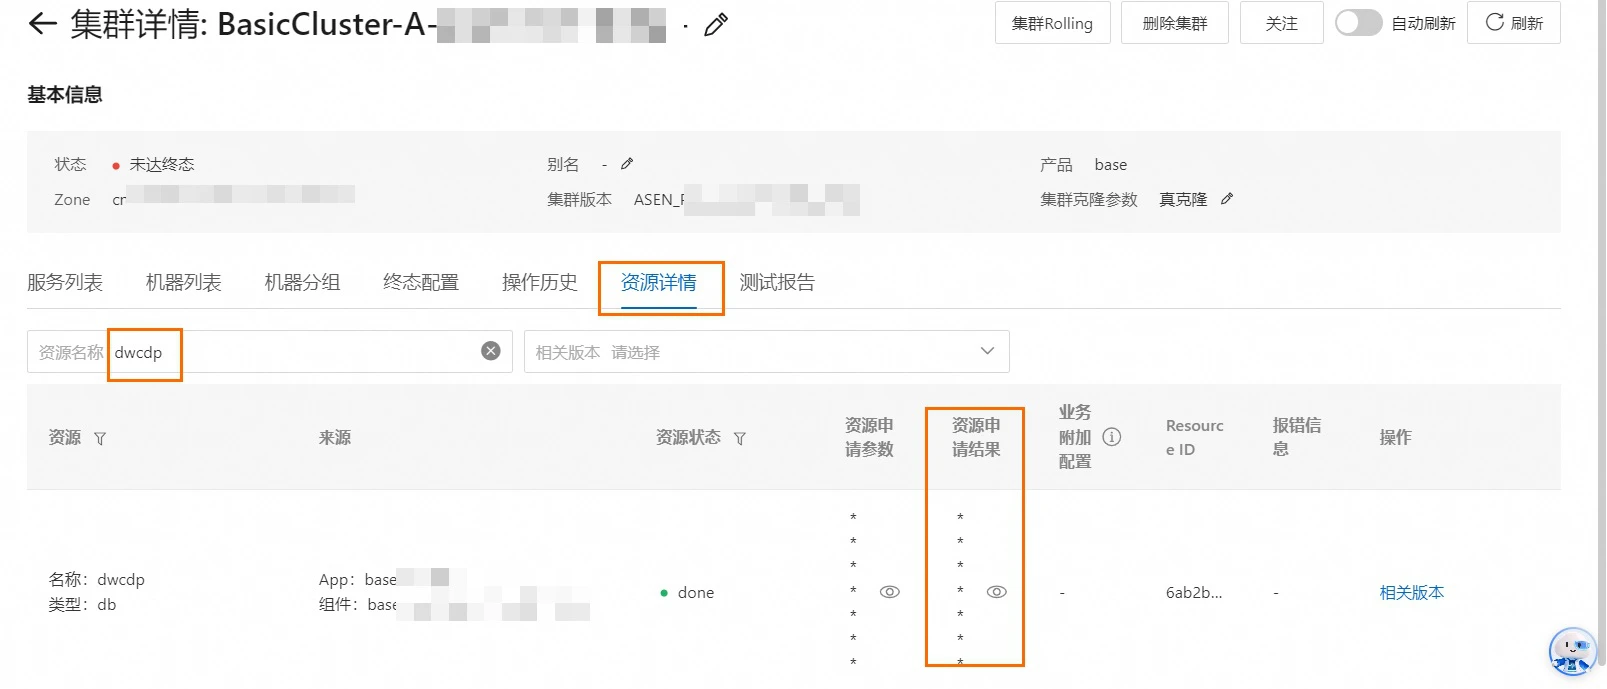 集群详情: BasicCluster-A-
集群Rolling
删除集群
关注
自动刷新
刷新
基本信息
状态 未达终态
别名 -
产品 base
Zone cn
集群版本 ASEN_
集群克隆参数 真克隆
服务列表
机器列表
机器分组
终态配置
操作历史
资源详情
测试报告
资源名称 dwcdp
相关版本 请选择
资源
来源
资源状态
资源申
请参数
资源申
请结果
业务
附加
配置
Resourc
e ID
报错信
息
操作
名称：dwcdp
类型：db
App：base
组件：base
done
*
*
*
*
*
*
*
*
*
*
*
*
*
*
-
6ab2b...
-
相关版本